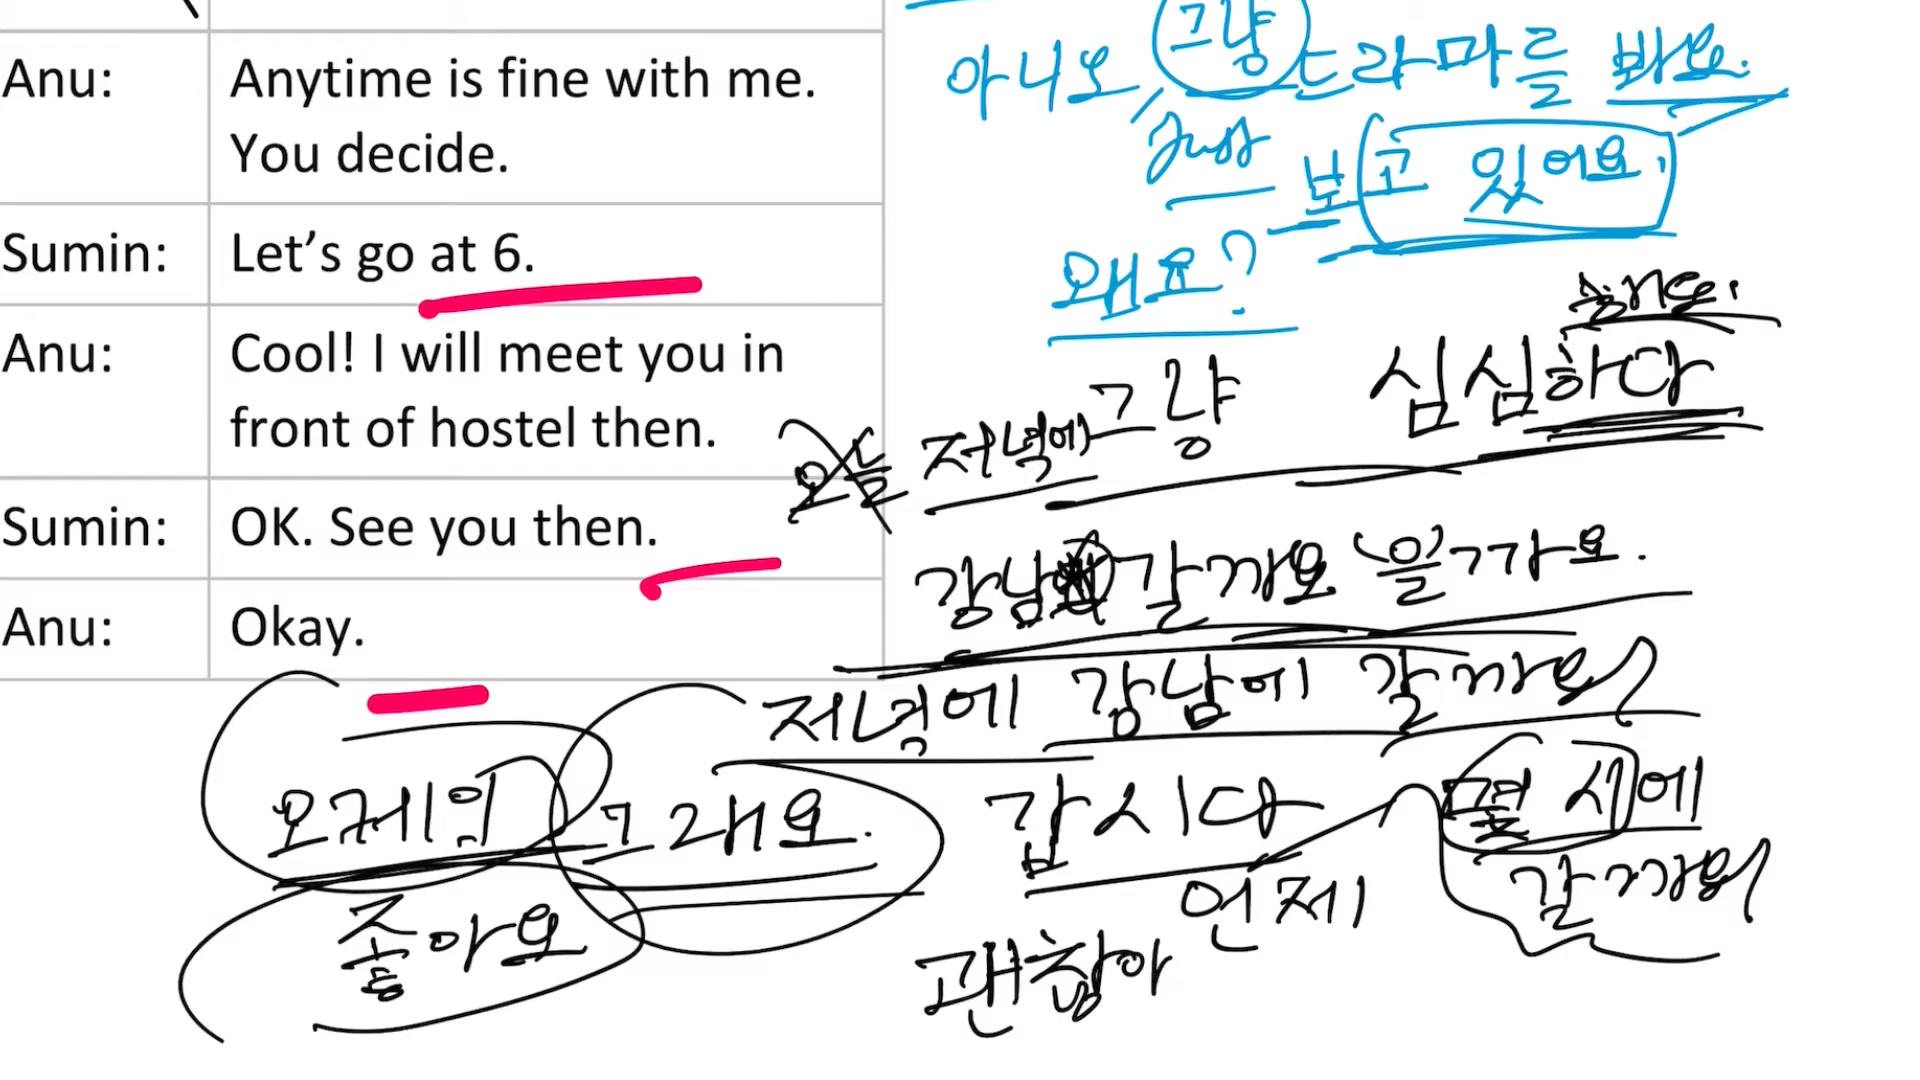 Anu: Anytime is fine with me.
You decide.
Sumin: Let's go at 6.
Anu: Cool! I will meet you in
front of hostel then.
Sumin: OK. See you then.
Anu: Okay.
아니오, 그냥 드라마를 봐요.
Just
보고 있어요.
왜요?
해요.
그냥 심심하다
오늘 저녁에
강남 갈까요 을까요.
저녁에 강남에 갈까요
갑시다 몇 시에
갈까요
언제
괜찮아
오케이 그래요.
좋아요